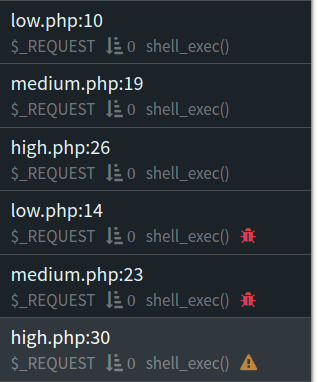 low.php:10
$_REQUEST 0 shell_exec()
medium.php:19
$_REQUEST 0 shell_exec()
high.php:26
$_REQUEST 0 shell_exec()
low.php:14
$_REQUEST 0 shell_exec()
medium.php:23
$_REQUEST 0 shell_exec()
high.php:30
$_REQUEST 0 shell_exec()